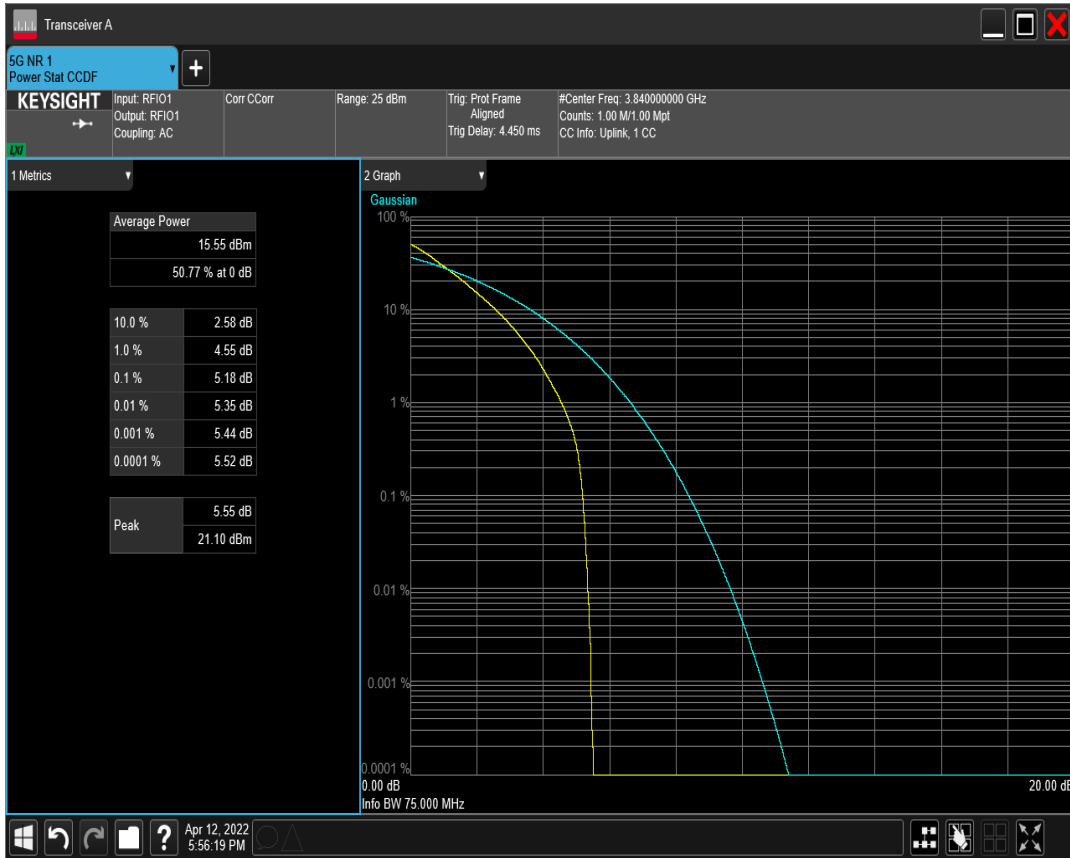 Transceiver A
5G NR 1
Power Stat CCDF
+
KEYSIGHT
LXI
Input: RFIO1
Output: RFIO1
Coupling: AC
Corr CCorr
Range: 25 dBm
Trig: Prot Frame
Aligned
Trig Delay: 4.450 ms
#Center Freq: 3.840000000 GHz
Counts: 1.00 M/1.00 Mpt
CC Info: Uplink, 1 CC
1 Metrics
Average Power
15.55 dBm
50.77 % at 0 dB
10.0 % 2.58 dB
1.0 % 4.55 dB
0.1 % 5.18 dB
0.01 % 5.35 dB
0.001 % 5.44 dB
0.0001 % 5.52 dB
Peak
5.55 dB
21.10 dBm
2 Graph
Gaussian
100 %
10 %
1 %
0.1 %
0.01 %
0.001 %
0.0001 %
0.00 dB 20.00 dB
Info BW 75.000 MHz
?
Apr 12, 2022
5:56:19 PM